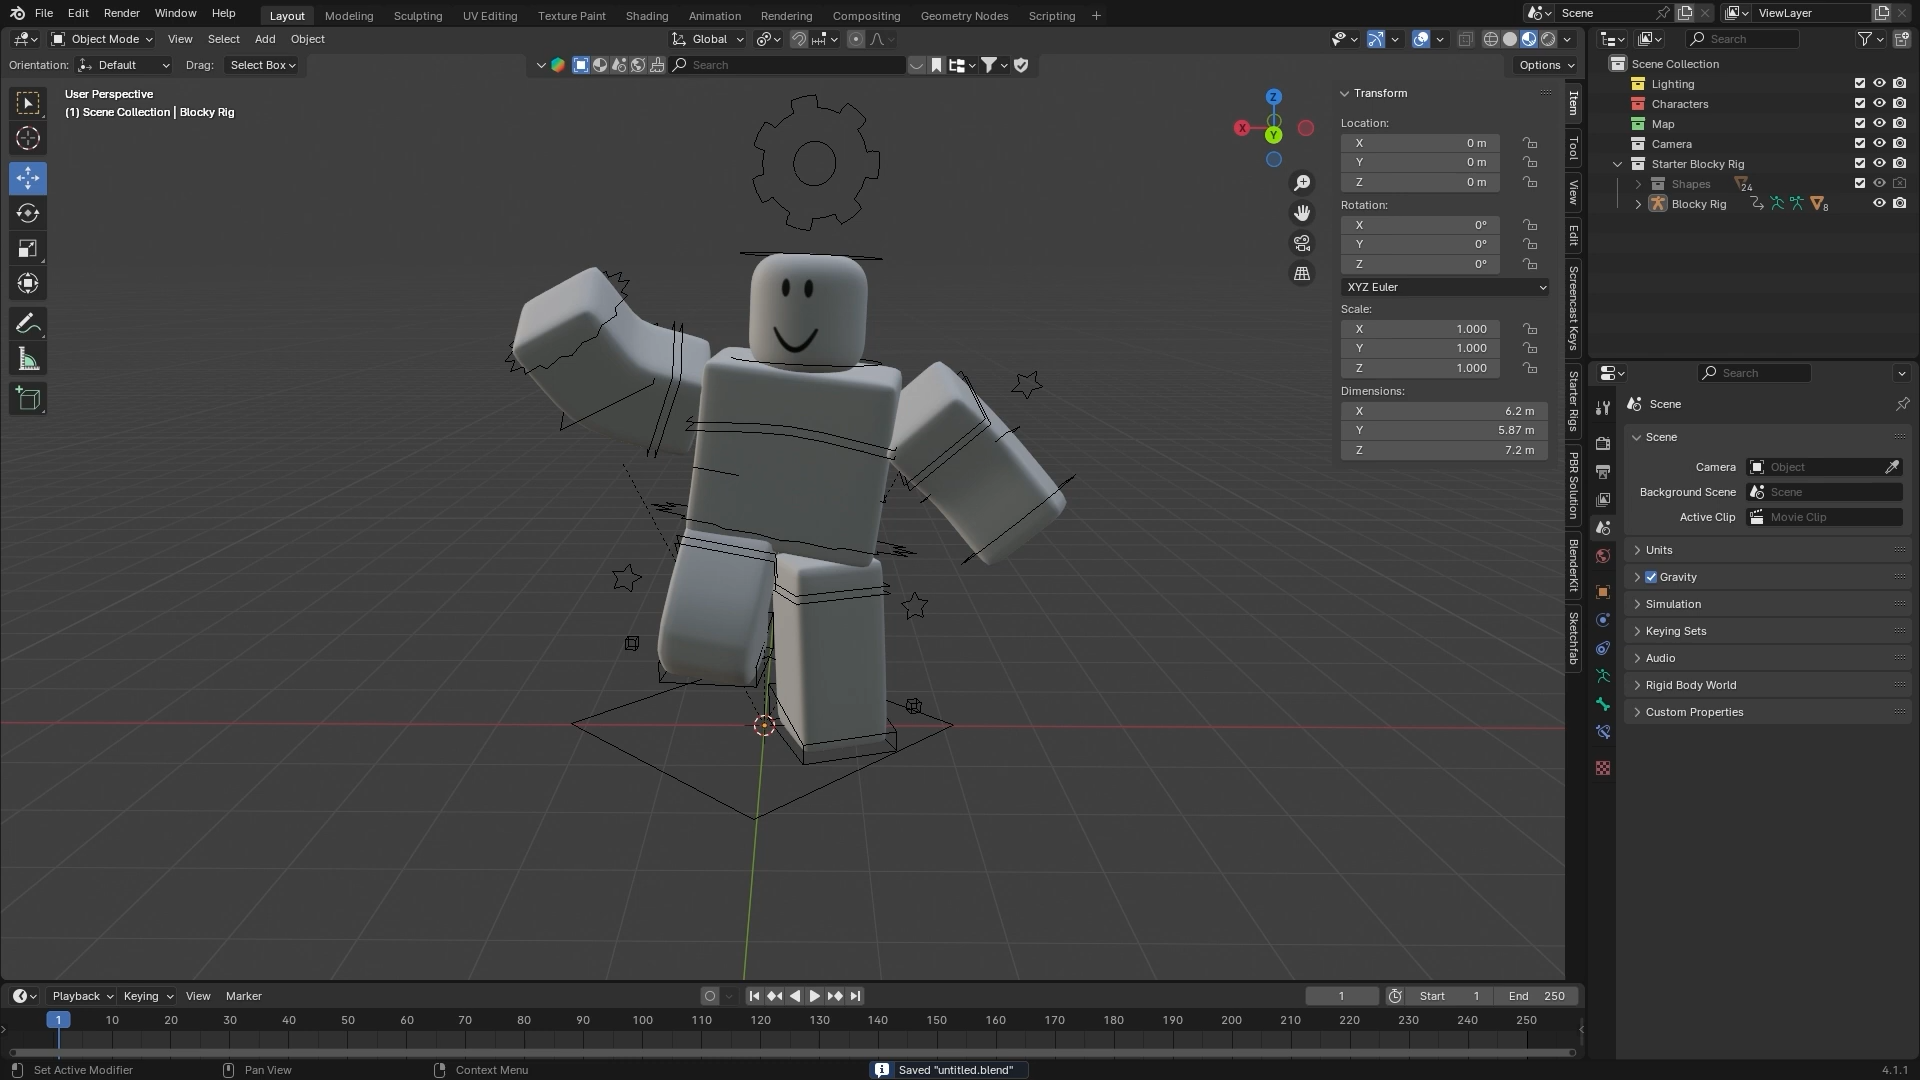 File Edit Render Window Help Layout Modeling Sculpting UV Editing Texture Paint Shading Animation Rendering Compositing Geometry Nodes Scripting + Scene ViewLayer
Object Mode View Select Add Object Global Search
Orientation: Default Drag: Select Box Search Options
User Perspective
(1) Scene Collection | Blocky Rig
Z
X
Y
Transform
Location:
X 0 m
Y 0 m
Z 0 m
Rotation:
X 0°
Y 0°
Z 0°
XYZ Euler
Scale:
X 1.000
Y 1.000
Z 1.000
Dimensions:
X 6.2 m
Y 5.87 m
Z 7.2 m
Item
Tool
View
Edit
Screencast Keys
Starter Rigs
PBR Solution
BlenderKit
Sketchfab
Scene Collection
Lighting
Characters
Map
Camera
Starter Blocky Rig
Shapes 24
Blocky Rig 8
Search
Scene
Scene
Camera Object
Background Scene Scene
Active Clip Movie Clip
Units
Gravity
Simulation
Keying Sets
Audio
Rigid Body World
Custom Properties
Playback Keying View Marker 1 Start 1 End 250
1 10 20 30 40 50 60 70 80 90 100 110 120 130 140 150 160 170 180 190 200 210 220 230 240 250
Set Active Modifier Pan View Context Menu Saved "untitled.blend" 4.1.1